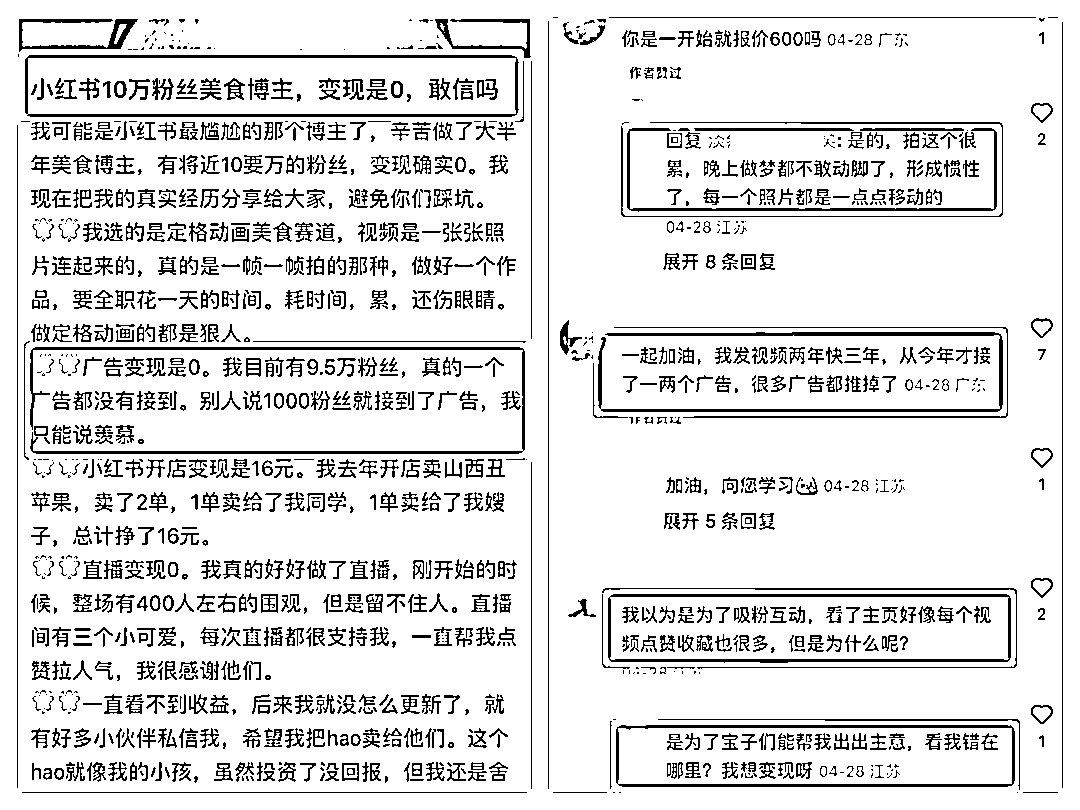 小红书10万粉丝美食博主，变现是0，敢信吗
我可能是小红书最尴尬的那个博主了，辛苦做了大半
年美食博主，有将近10要万的粉丝，变现确实0。我
现在把我的真实经历分享给大家，避免你们踩坑。
我选的是定格动画美食赛道，视频是一张张照
片连起来的，真的是一帧一帧拍的那种，做好一个作
品，要全职花一天的时间。耗时间，累，还伤眼睛。
做定格动画的都是狠人。
广告变现是0。我目前有9.5万粉丝，真的一个
广告都没有接到。别人说1000粉丝就接到了广告，我
只能说羡慕。
小红书开店变现是16元。我去年开店卖山西丑
苹果，卖了2单，1单卖给了我同学，1单卖给了我嫂
子，总计挣了16元。
直播变现0。我真的好好做了直播，刚开始的时
候，整场有400人左右的围观，但是留不住人。直播
间有三个小可爱，每次直播都很支持我，一直帮我点
赞拉人气，我很感谢他们。
一直看不到收益，后来我就没怎么更新了，就
有好多小伙伴私信我，希望我把hao卖给他们。这个
hao就像我的小孩，虽然投资了没回报，但我还是舍
你是一开始就报价600吗 04-28 广东
1
作者赞过
2
回复 : 是的，拍这个很
累，晚上做梦都不敢动脚了，形成惯性
了，每一个照片都是一点点移动的
04-28 江苏
展开 8 条回复
7
一起加油，我发视频两年快三年，从今年才接
了一两个广告，很多广告都推掉了 04-28 广东
作者赞过
1
加油，向您学习 04-28 江苏
展开 5 条回复
2
我以为是为了吸粉互动，看了主页好像每个视
频点赞收藏也很多，但是为什么呢？
04-28 江苏
1
是为了宝子们能帮我出出主意，看我错在
哪里？我想变现呀 04-28 江苏